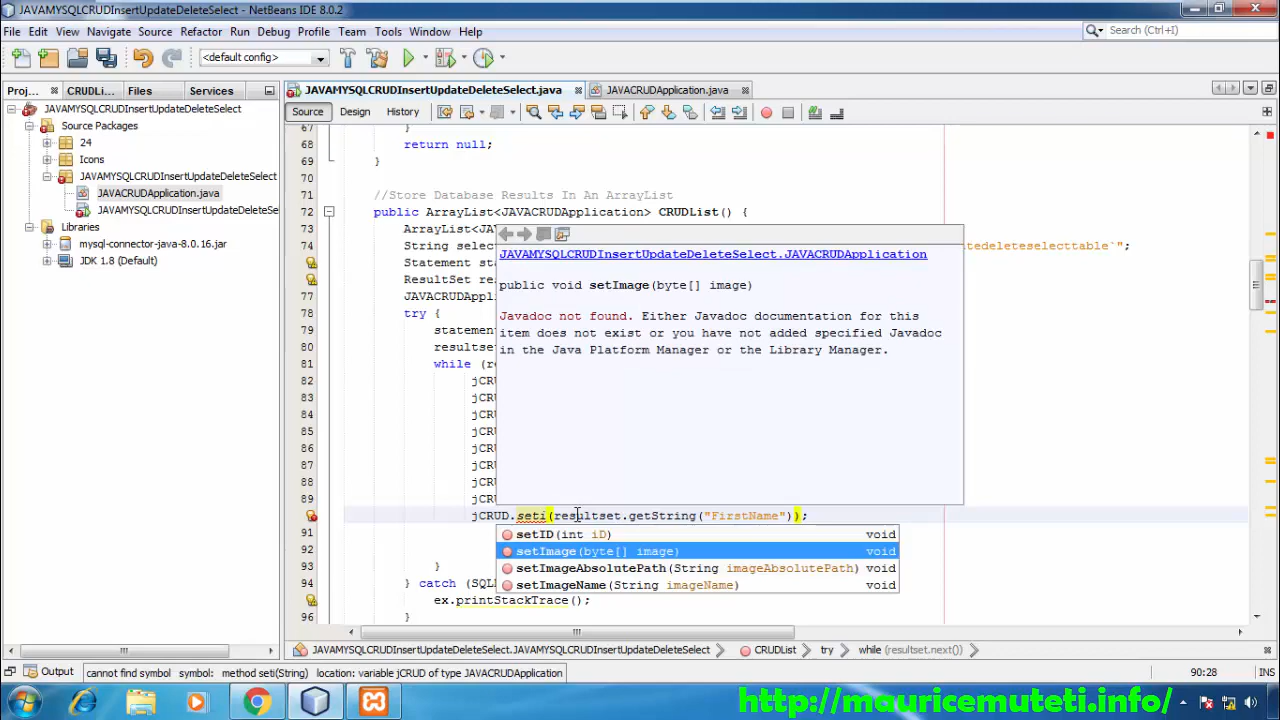 JAVAMYSQLCRUDInsertUpdateDeleteSelect - NetBeans IDE 8.0.2
File Edit View Navigate Source Refactor Run Debug Profile Team Tools Window Help
Search (Ctrl+I)
<default config>
Proj... CRUDLi... Files Services
JAVAMYSQLCRUDInsertUpdateDeleteSelect.java JAVACRUDApplication.java
JAVAMYSQLCRUDInsertUpdateDeleteSelect
Source Packages
24
Icons
JAVAMYSQLCRUDInsertUpdateDeleteSelect
JAVACRUDApplication.java
JAVAMYSQLCRUDInsertUpdateDeleteSe
Libraries
mysql-connector-java-8.0.16.jar
JDK 1.8 (Default)
Source Design History
67 }
68 return null;
69 }
70
71 //Store Database Results In An ArrayList
72 public ArrayList<JAVACRUDApplication> CRUDList() {
73 ArrayList<JA
74 String selec atedeleteselecttable`";
Statement sta
ResultSet res
77 JAVACRUDAppli
78 try {
79 statement
80 resultset
81 while (re
82 jCRU
83 jCRU
84 jCRU
85 jCRU
86 jCRU
87 jCRU
88 jCRU
89 jCRU
jCRUD.seti(resultset.getString("FirstName"));
91
92
93 }
94 } catch (SQL
ex.printStackTrace();
96 }
JAVAMYSQLCRUDInsertUpdateDeleteSelect.JAVACRUDApplication
public void setImage(byte[] image)
Javadoc not found. Either Javadoc documentation for this
item does not exist or you have not added specified Javadoc
in the Java Platform Manager or the Library Manager.
setID(int iD) void
setImage(byte[] image) void
setImageAbsolutePath(String imageAbsolutePath) void
setImageName(String imageName) void
JAVAMYSQLCRUDInsertUpdateDeleteSelect.JAVAMYSQLCRUDInsertUpdateDeleteSelect CRUDList try while (resultset.next())
Output cannot find symbol symbol: method seti(String) location: variable jCRUD of type JAVACRUDApplication 90:28 INS
http://mauricemuteti.info/